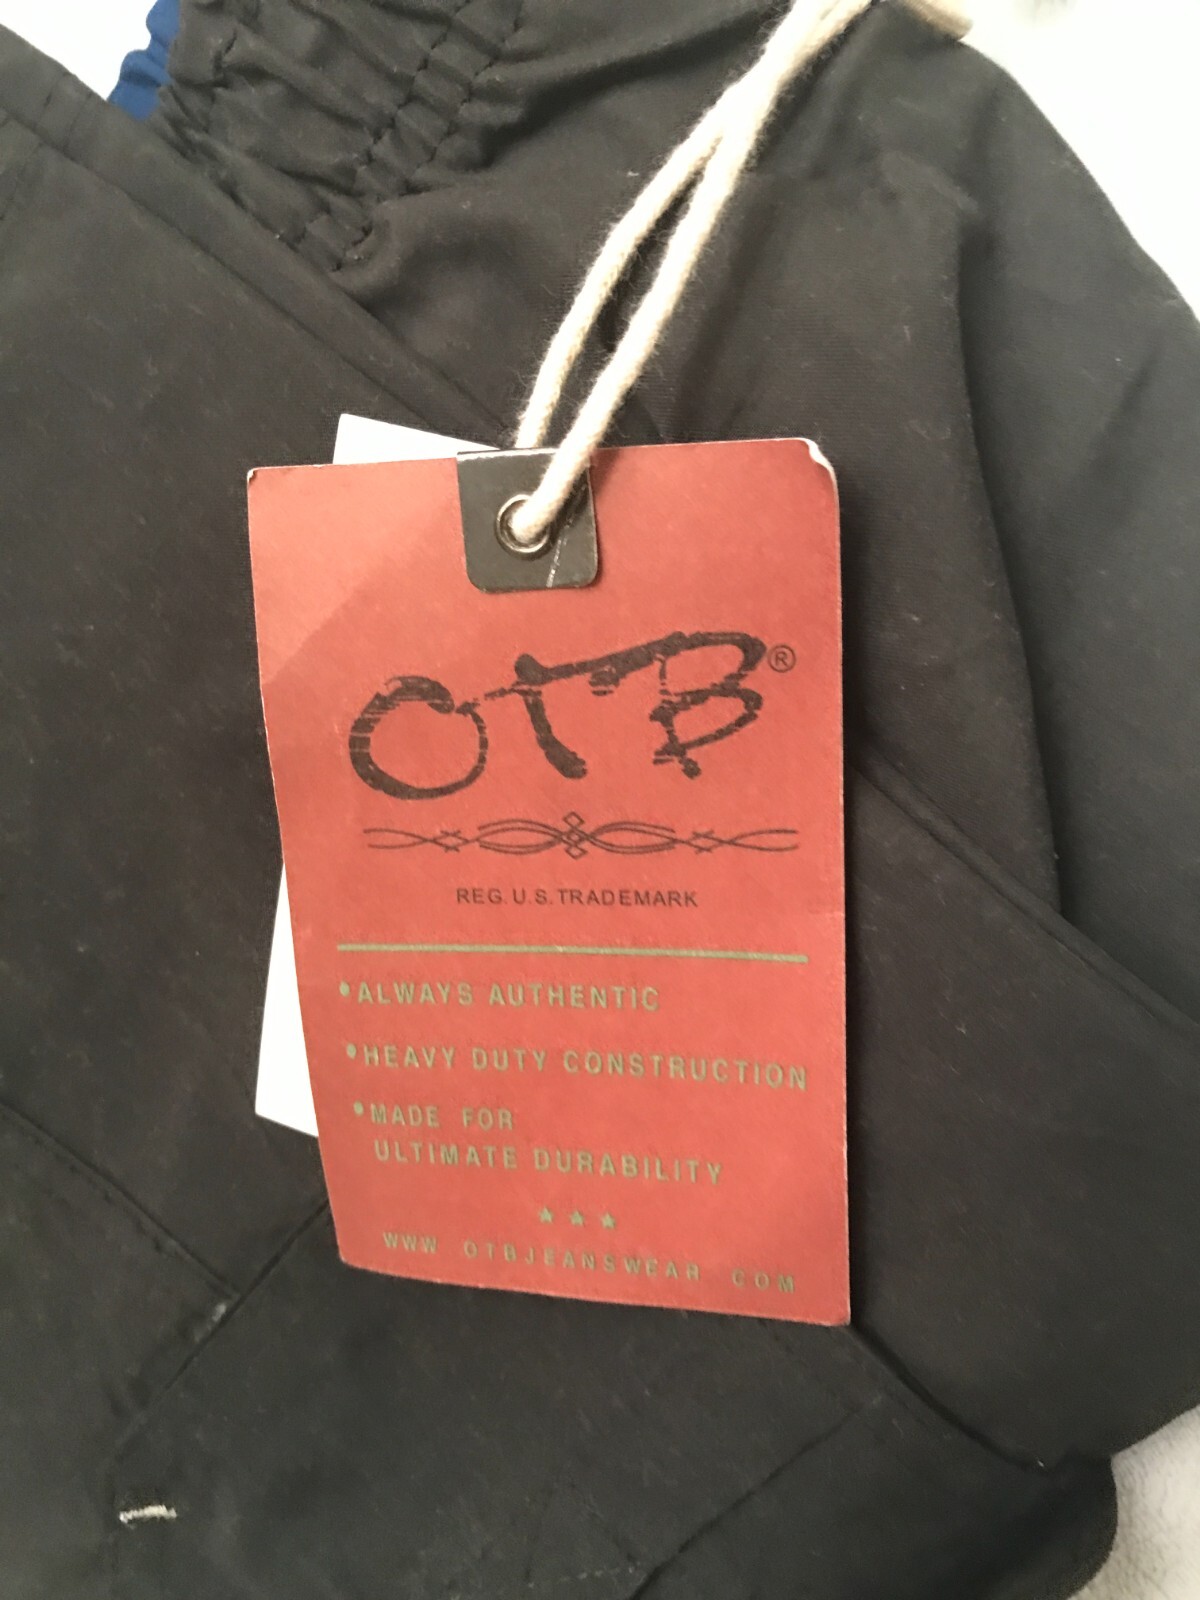 OTB®
REG. U.S. TRADEMARK
•ALWAYS AUTHENTIC
•HEAVY DUTY CONSTRUCTION
•MADE FOR
ULTIMATE DURABILITY
★ ★ ★
WWW OTBJEANSWEAR COM